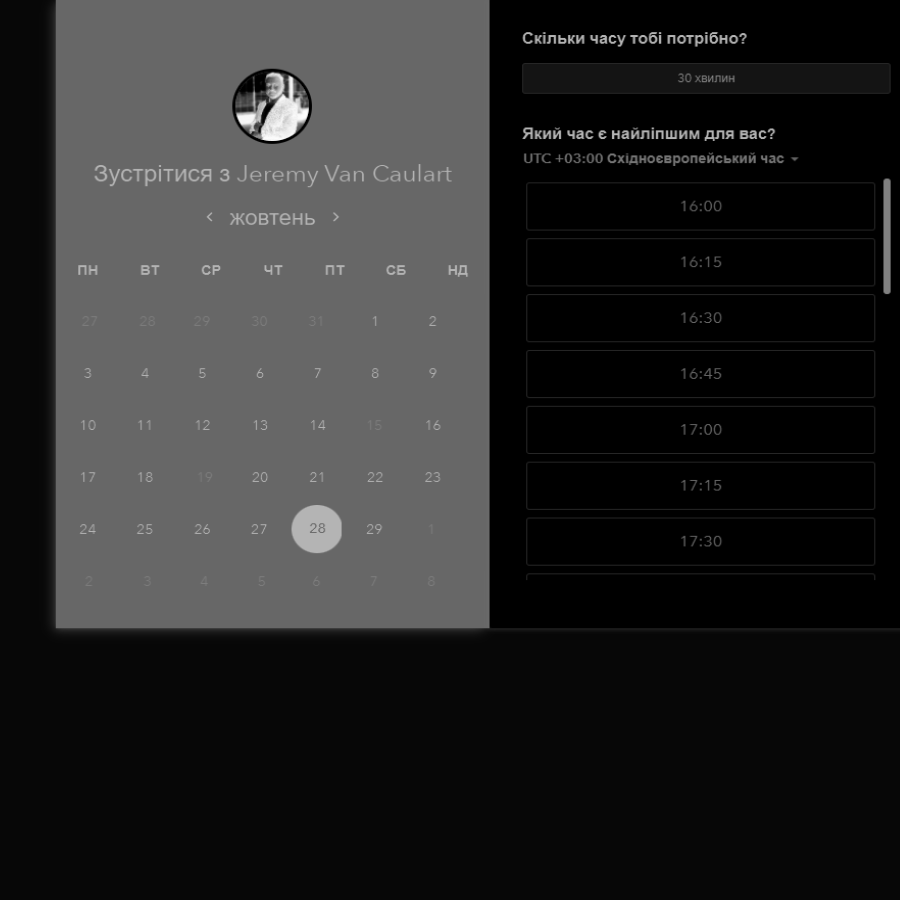 Зустрітися з Jeremy Van Caulart
жовтень
ПН ВТ СР ЧТ ПТ СБ НД
27 28 29 30 31 1 2
3 4 5 6 7 8 9
10 11 12 13 14 15 16
17 18 19 20 21 22 23
24 25 26 27 28 29 1
2 3 4 5 6 7 8
Скільки часу тобі потрібно?
30 хвилин
Який час є найліпшим для вас?
UTC +03:00 Східноєвропейський час
16:00
16:15
16:30
16:45
17:00
17:15
17:30